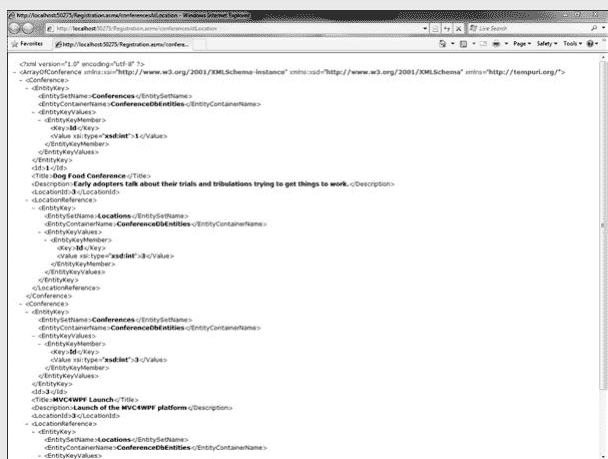 http://localhost:50275/Registration.asmx/conferencesAtLocation - Windows Internet Explorer
http://localhost:50275/Registration.asmx/conferencesAtLocation
Live Search
Favorites http://localhost:50275/Registration.asmx/confere...
Page Safety Tools
<?xml version="1.0" encoding="utf-8" ?>
- <ArrayOfConference xmlns:xsi="http://www.w3.org/2001/XMLSchema-instance" xmlns:xsd="http://www.w3.org/2001/XMLSchema" xmlns="http://tempuri.org/">
- <Conference>
- <EntityKey>
<EntitySetName>Conferences</EntitySetName>
<EntityContainerName>ConferenceDbEntities</EntityContainerName>
- <EntityKeyValues>
- <EntityKeyMember>
<Key>Id</Key>
<Value xsi:type="xsd:int">1</Value>
</EntityKeyMember>
</EntityKeyValues>
</EntityKey>
<Id>1</Id>
<Title>Dog Food Conference</Title>
<Description>Early adopters talk about their trials and tribulations trying to get things to work.</Description>
<LocationId>3</LocationId>
- <LocationReference>
- <EntityKey>
<EntitySetName>Locations</EntitySetName>
<EntityContainerName>ConferenceDbEntities</EntityContainerName>
- <EntityKeyValues>
- <EntityKeyMember>
<Key>Id</Key>
<Value xsi:type="xsd:int">3</Value>
</EntityKeyMember>
</EntityKeyValues>
</EntityKey>
</LocationReference>
</Conference>
- <Conference>
- <EntityKey>
<EntitySetName>Conferences</EntitySetName>
<EntityContainerName>ConferenceDbEntities</EntityContainerName>
- <EntityKeyValues>
- <EntityKeyMember>
<Key>Id</Key>
<Value xsi:type="xsd:int">3</Value>
</EntityKeyMember>
</EntityKeyValues>
</EntityKey>
<Id>3</Id>
<Title>MVC4WPF Launch</Title>
<Description>Launch of the MVC4WPF platform</Description>
<LocationId>3</LocationId>
- <LocationReference>
- <EntityKey>
<EntitySetName>Locations</EntitySetName>
<EntityContainerName>ConferenceDbEntities</EntityContainerName>
- <EntityKeyValues>